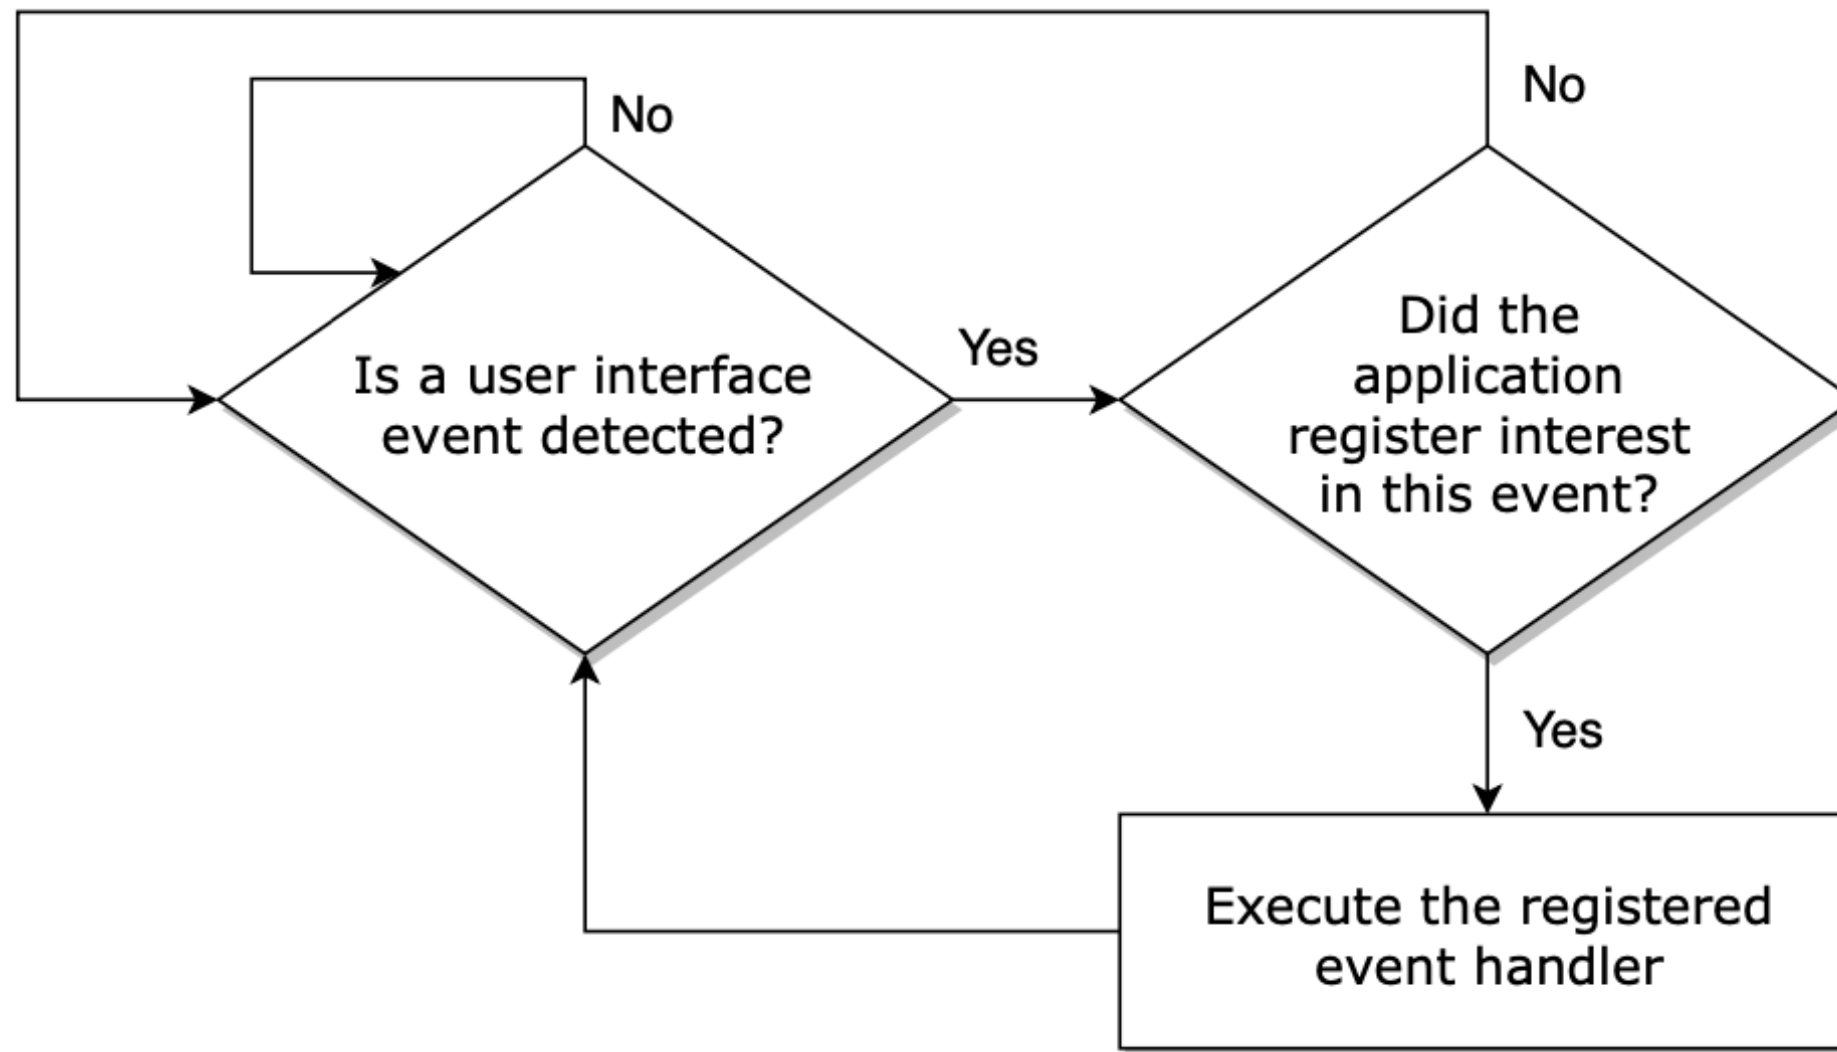 No
No
Is a user interface
event detected?
Yes
Did the
application
register interest
in this event?
Yes
Execute the registered
event handler